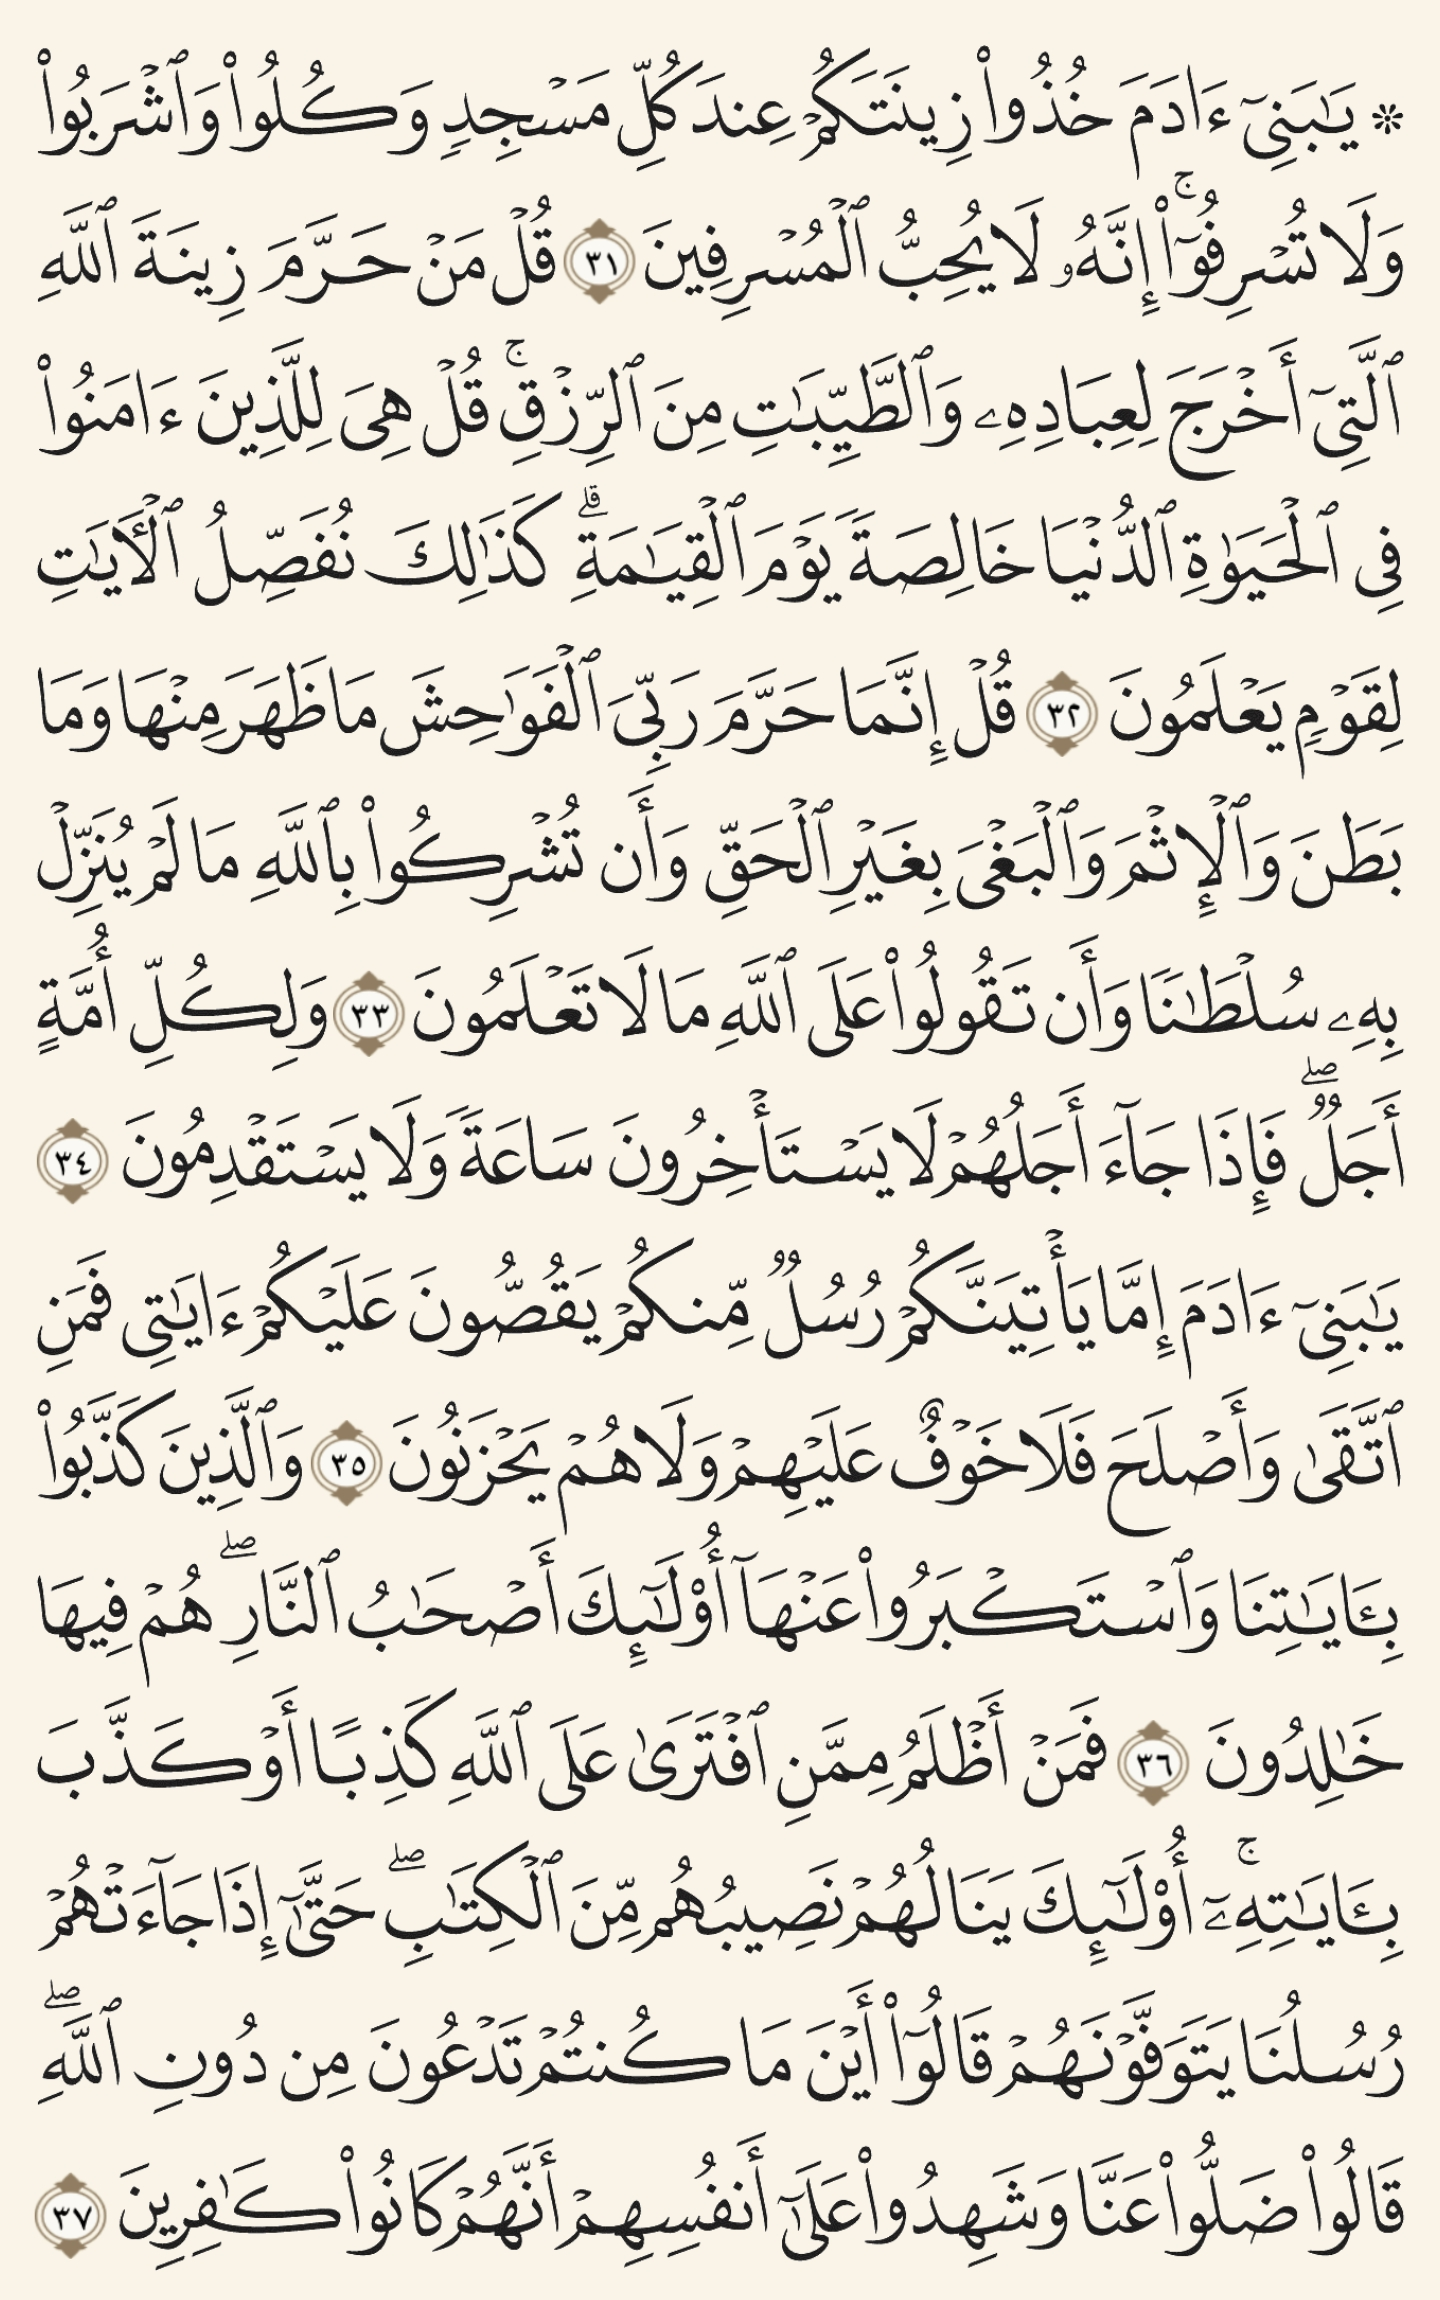 ۞ يَٰبَنِىٓ ءَادَمَ خُذُوا۟ زِينَتَكُمْ عِندَ كُلِّ مَسْجِدٍ وَكُلُوا۟ وَٱشْرَبُوا۟
وَلَا تُسْرِفُوٓا۟ ۚ إِنَّهُۥ لَا يُحِبُّ ٱلْمُسْرِفِينَ ٣١ قُلْ مَنْ حَرَّمَ زِينَةَ ٱللَّهِ
ٱلَّتِىٓ أَخْرَجَ لِعِبَادِهِۦ وَٱلطَّيِّبَٰتِ مِنَ ٱلرِّزْقِ ۚ قُلْ هِىَ لِلَّذِينَ ءَامَنُوا۟
فِى ٱلْحَيَوٰةِ ٱلدُّنْيَا خَالِصَةً يَوْمَ ٱلْقِيَٰمَةِ ۗ كَذَٰلِكَ نُفَصِّلُ ٱلْـَٔايَٰتِ
لِقَوْمٍ يَعْلَمُونَ ٣٢ قُلْ إِنَّمَا حَرَّمَ رَبِّىَ ٱلْفَوَٰحِشَ مَا ظَهَرَ مِنْهَا وَمَا
بَطَنَ وَٱلْإِثْمَ وَٱلْبَغْىَ بِغَيْرِ ٱلْحَقِّ وَأَن تُشْرِكُوا۟ بِٱللَّهِ مَا لَمْ يُنَزِّلْ
بِهِۦ سُلْطَٰنًا وَأَن تَقُولُوا۟ عَلَى ٱللَّهِ مَا لَا تَعْلَمُونَ ٣٣ وَلِكُلِّ أُمَّةٍ
أَجَلٌ ۖ فَإِذَا جَآءَ أَجَلُهُمْ لَا يَسْتَأْخِرُونَ سَاعَةً وَلَا يَسْتَقْدِمُونَ ٣٤
يَٰبَنِىٓ ءَادَمَ إِمَّا يَأْتِيَنَّكُمْ رُسُلٌ مِّنكُمْ يَقُصُّونَ عَلَيْكُمْ ءَايَٰتِى فَمَنِ
ٱتَّقَىٰ وَأَصْلَحَ فَلَا خَوْفٌ عَلَيْهِمْ وَلَا هُمْ يَحْزَنُونَ ٣٥ وَٱلَّذِينَ كَذَّبُوا۟
بِـَٔايَٰتِنَا وَٱسْتَكْبَرُوا۟ عَنْهَآ أُو۟لَٰٓئِكَ أَصْحَٰبُ ٱلنَّارِ ۖ هُمْ فِيهَا
خَٰلِدُونَ ٣٦ فَمَنْ أَظْلَمُ مِمَّنِ ٱفْتَرَىٰ عَلَى ٱللَّهِ كَذِبًا أَوْ كَذَّبَ
بِـَٔايَٰتِهِۦٓ ۚ أُو۟لَٰٓئِكَ يَنَالُهُمْ نَصِيبُهُم مِّنَ ٱلْكِتَٰبِ ۖ حَتَّىٰٓ إِذَا جَآءَتْهُمْ
رُسُلُنَا يَتَوَفَّوْنَهُمْ قَالُوٓا۟ أَيْنَ مَا كُنتُمْ تَدْعُونَ مِن دُونِ ٱللَّهِ ۖ
قَالُوا۟ ضَلُّوا۟ عَنَّا وَشَهِدُوا۟ عَلَىٰٓ أَنفُسِهِمْ أَنَّهُمْ كَانُوا۟ كَٰفِرِينَ ٣٧